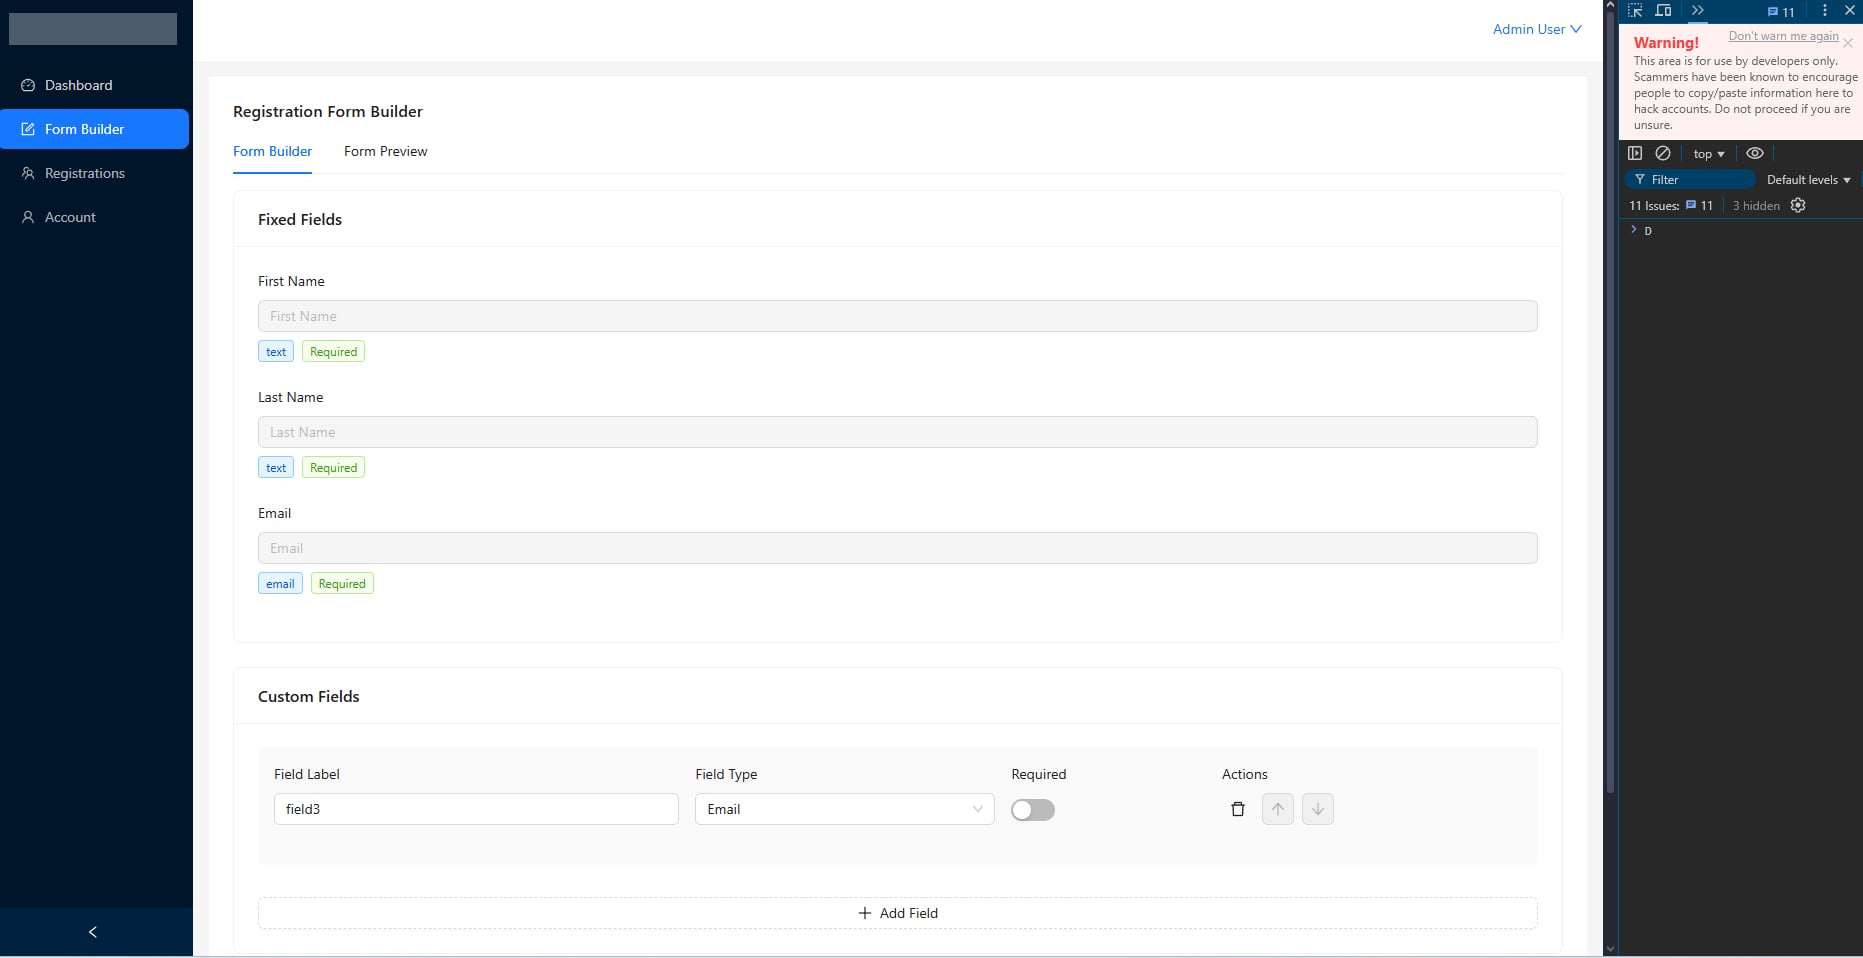 Dashboard
Form Builder
Registrations
Account
Admin User
Registration Form Builder
Form Builder
Form Preview
Fixed Fields
First Name
First Name
text
Required
Last Name
Last Name
text
Required
Email
Email
email
Required
Custom Fields
Field Label
Field Type
Required
Actions
field3
Email
Add Field
11
Warning!
Don't warn me again
This area is for use by developers only.
Scammers have been known to encourage
people to copy/paste information here to
hack accounts. Do not proceed if you are
unsure.
top
Filter
Default levels
11 Issues:
11
3 hidden
D